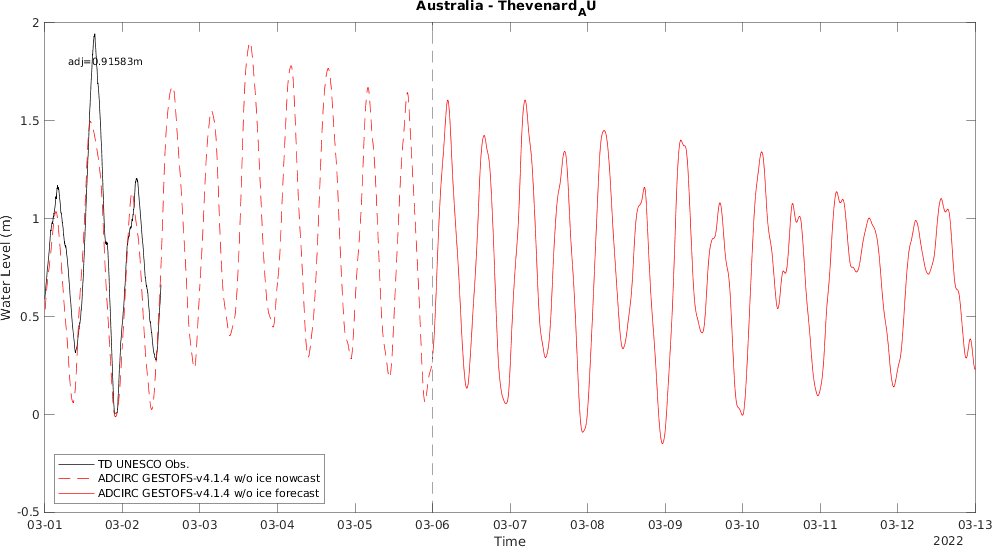 Australia - Thevenard_AU
adj=0.91583m
2
1.5
1
0.5
0
-0.5
Water Level (m)
TD UNESCO Obs.
ADCIRC GESTOFS-v4.1.4 w/o ice nowcast
ADCIRC GESTOFS-v4.1.4 w/o ice forecast
03-01 03-02 03-03 03-04 03-05 03-06 03-07 03-08 03-09 03-10 03-11 03-12 03-13
Time
2022